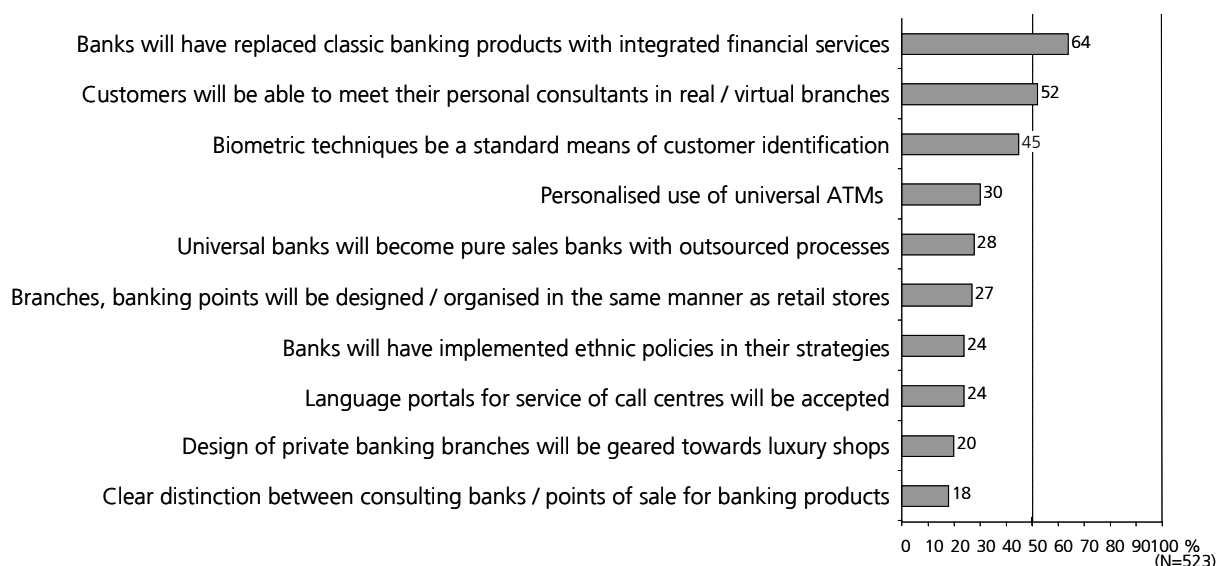 Banks will have replaced classic banking products with integrated financial services 64
Customers will be able to meet their personal consultants in real / virtual branches 52
Biometric techniques be a standard means of customer identification 45
Personalised use of universal ATMs 30
Universal banks will become pure sales banks with outsourced processes 28
Branches, banking points will be designed / organised in the same manner as retail stores 27
Banks will have implemented ethnic policies in their strategies 24
Language portals for service of call centres will be accepted 24
Design of private banking branches will be geared towards luxury shops 20
Clear distinction between consulting banks / points of sale for banking products 18
0 10 20 30 40 50 60 70 80 90100 %
(N=523)